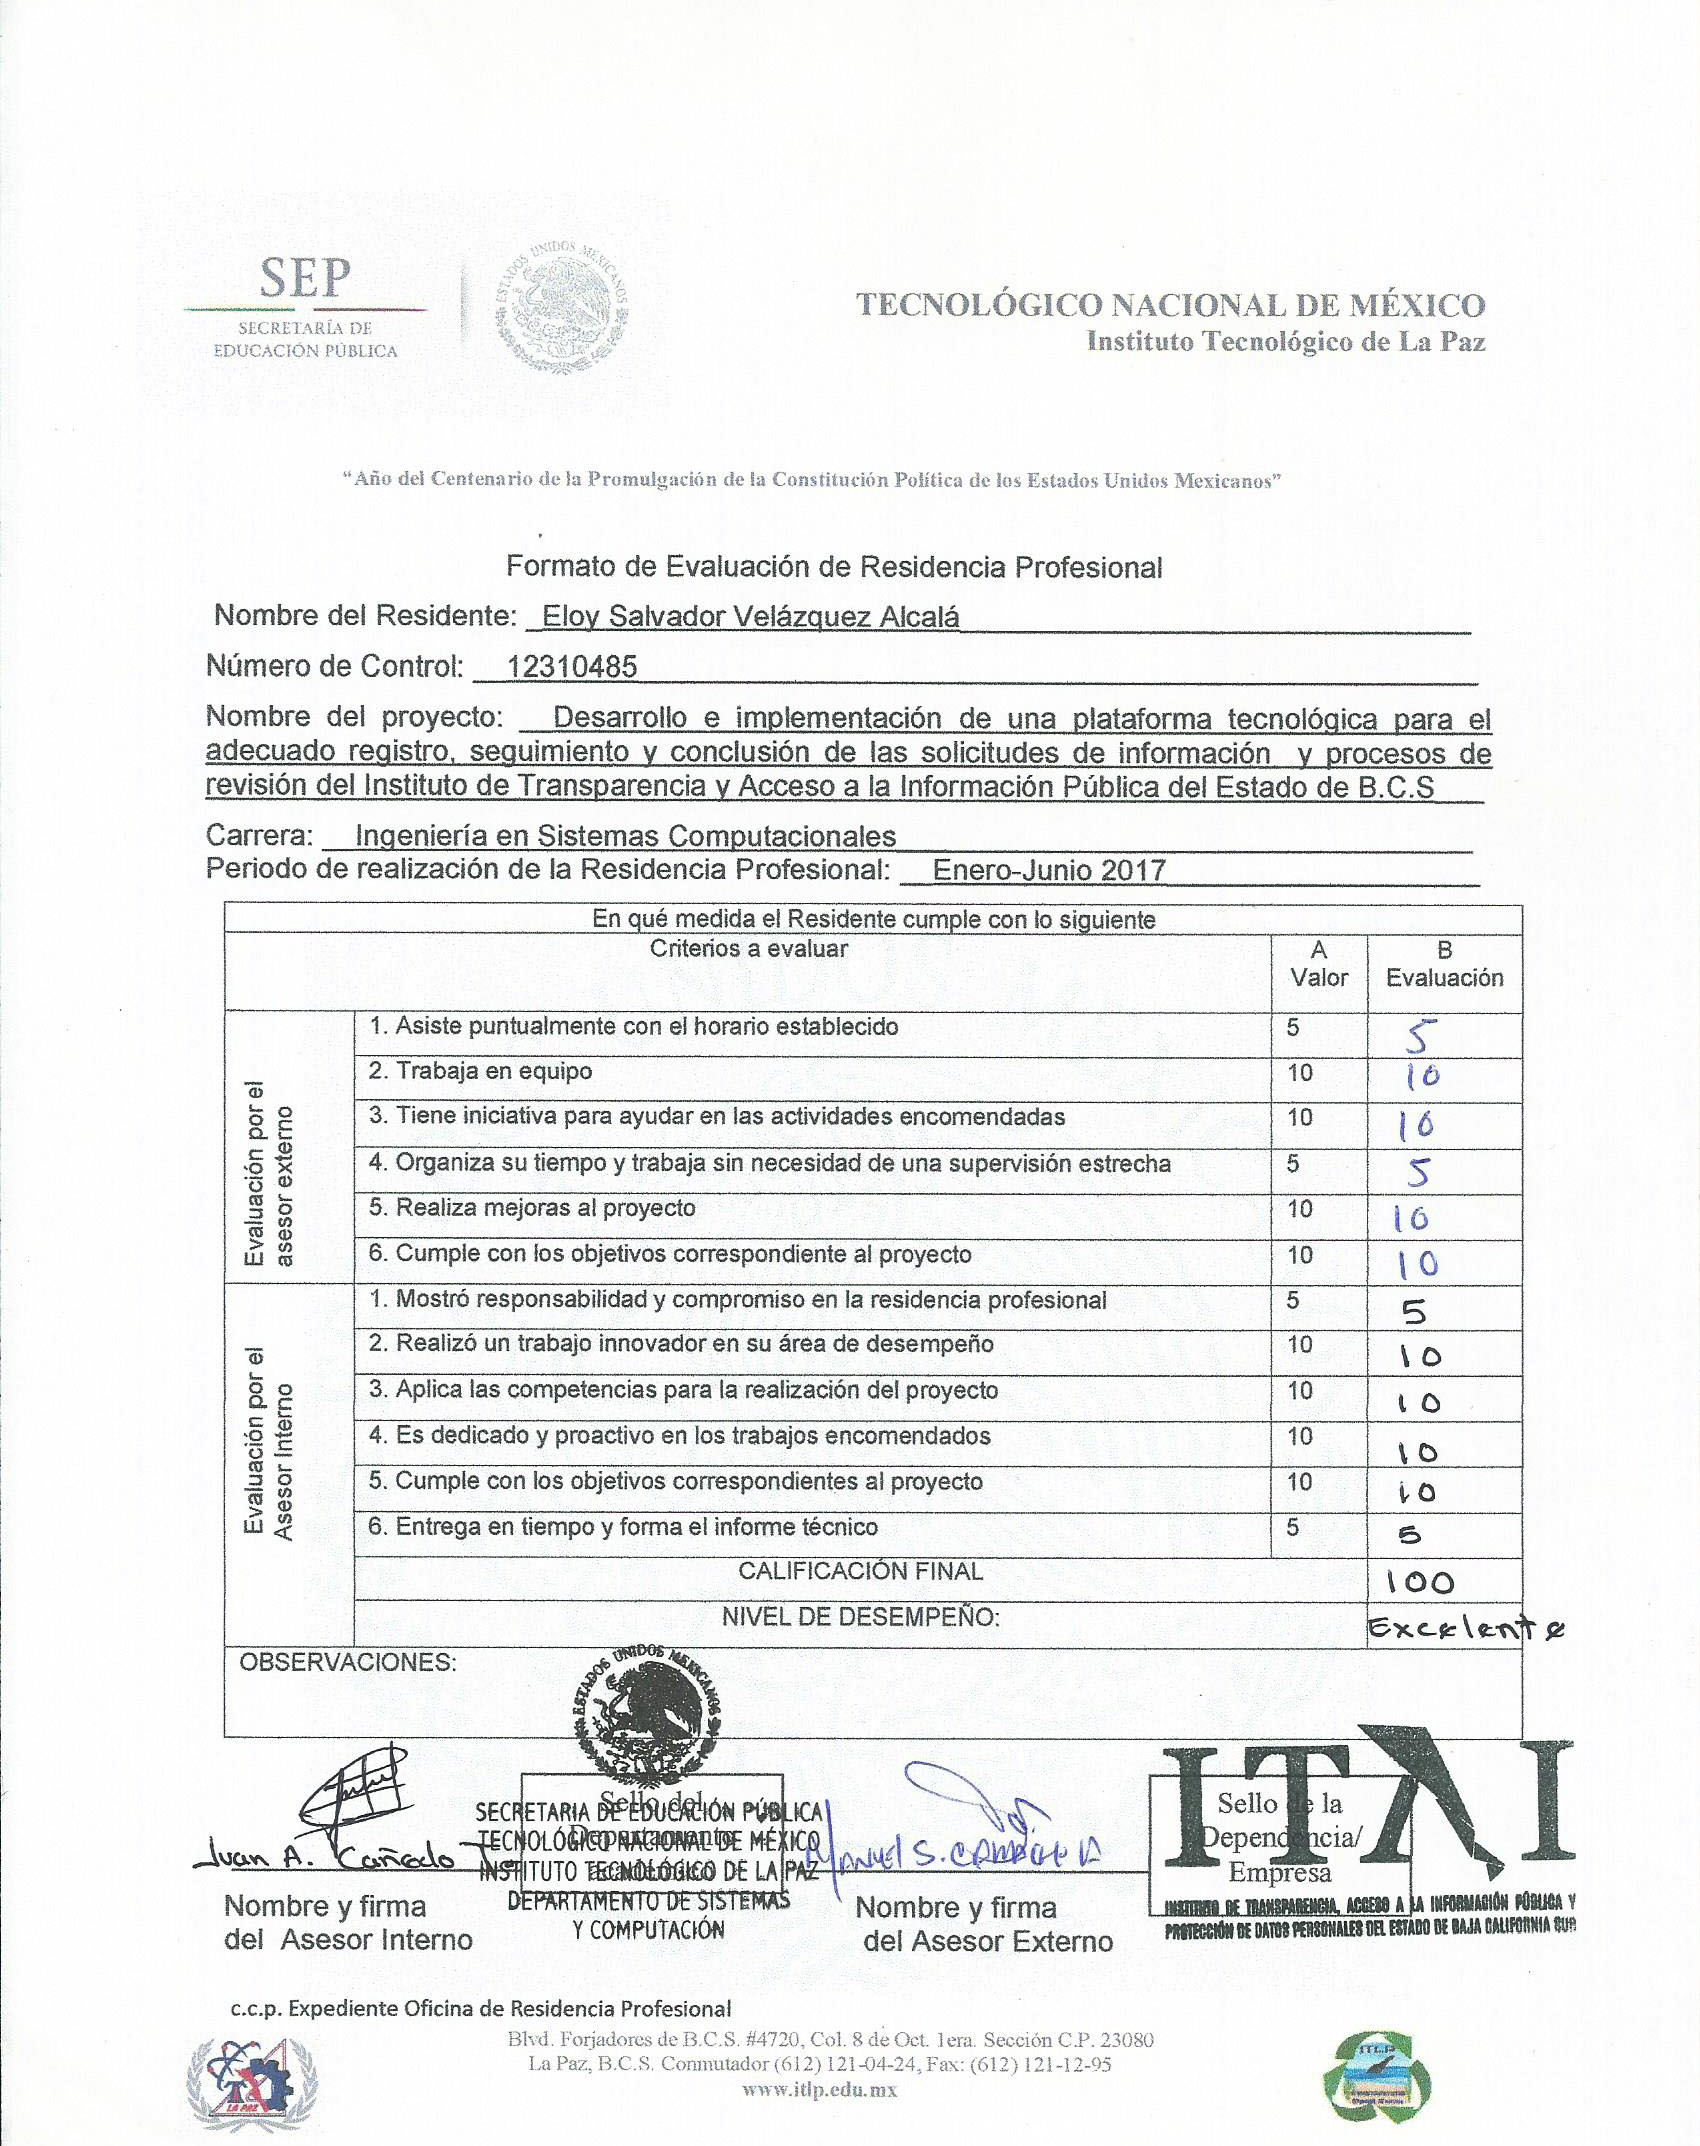 SEP
SECRETARÍA DE
EDUCACIÓN PÚBLICA
ESTADOS UNIDOS MEXICANOS
TECNOLÓGICO NACIONAL DE MÉXICO
Instituto Tecnológico de La Paz
“Año del Centenario de la Promulgación de la Constitución Política de los Estados Unidos Mexicanos”
Formato de Evaluación de Residencia Profesional
Nombre del Residente: Eloy Salvador Velázquez Alcalá
Número de Control: 12310485
Nombre del proyecto: Desarrollo e implementación de una plataforma tecnológica para el
adecuado registro, seguimiento y conclusión de las solicitudes de información y procesos de
revisión del Instituto de Transparencia y Acceso a la Información Pública del Estado de B.C.S
Carrera: Ingeniería en Sistemas Computacionales
Periodo de realización de la Residencia Profesional: Enero-Junio 2017
En qué medida el Residente cumple con lo siguiente
Criterios a evaluar A Valor B Evaluación
Evaluación por el asesor externo
1. Asiste puntualmente con el horario establecido 5 5
2. Trabaja en equipo 10 10
3. Tiene iniciativa para ayudar en las actividades encomendadas 10 10
4. Organiza su tiempo y trabaja sin necesidad de una supervisión estrecha 5 5
5. Realiza mejoras al proyecto 10 10
6. Cumple con los objetivos correspondiente al proyecto 10 10
Evaluación por el Asesor Interno
1. Mostró responsabilidad y compromiso en la residencia profesional 5 5
2. Realizó un trabajo innovador en su área de desempeño 10 10
3. Aplica las competencias para la realización del proyecto 10 10
4. Es dedicado y proactivo en los trabajos encomendados 10 10
5. Cumple con los objetivos correspondientes al proyecto 10 10
6. Entrega en tiempo y forma el informe técnico 5 5
CALIFICACIÓN FINAL 100
NIVEL DE DESEMPEÑO: Excelente
OBSERVACIONES:
ESTADOS UNIDOS MEXICANOS
Sello del
Departamento
SECRETARIA DE EDUCACIÓN PÚBLICA
TECNOLÓGICO NACIONAL DE MÉXICO
INSTITUTO TECNOLÓGICO DE LA PAZ
DEPARTAMENTO DE SISTEMAS
Y COMPUTACIÓN
Juan A. Cañedo
Nombre y firma
del Asesor Interno
MANUEL S.
Nombre y firma
del Asesor Externo
ITAI
Sello de la
Dependencia/
Empresa
INSTITUTO DE TRANSPARENCIA, ACCESO A LA INFORMACIÓN PÚBLICA Y
PROTECCIÓN DE DATOS PERSONALES DEL ESTADO DE BAJA CALIFORNIA SUR
c.c.p. Expediente Oficina de Residencia Profesional
Blvd. Forjadores de B.C.S. #4720, Col. 8 de Oct. 1era. Sección C.P. 23080
La Paz, B.C.S. Conmutador (612) 121-04-24, Fax: (612) 121-12-95
www.itlp.edu.mx
LA PAZ
ITLP